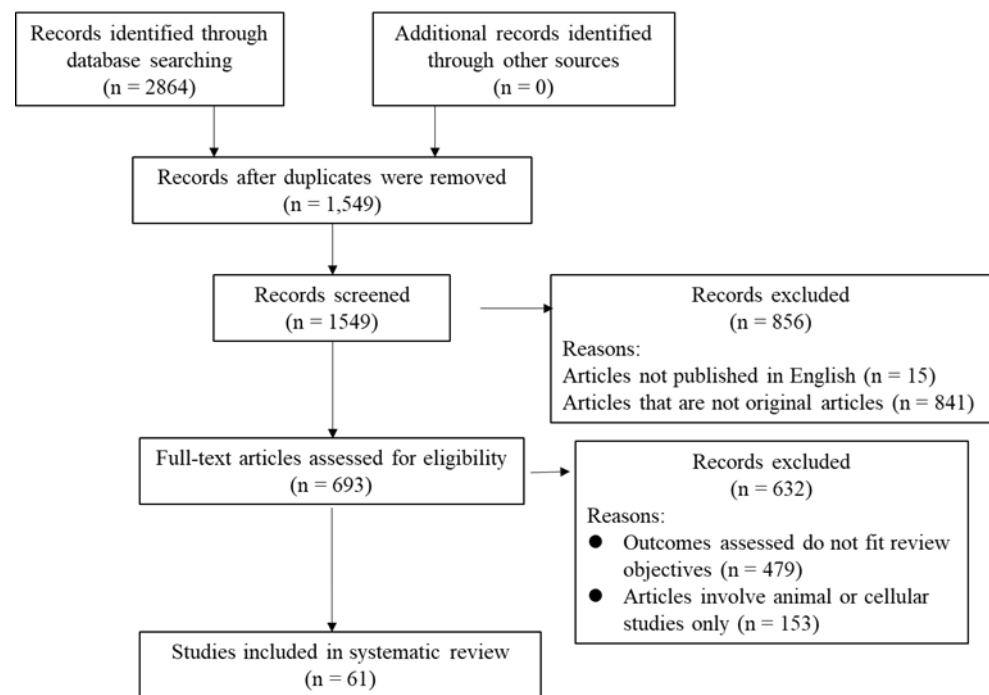 Records identified through
database searching
(n = 2864)
Additional records identified
through other sources
(n = 0)
Records after duplicates were removed
(n = 1,549)
Records screened
(n = 1549)
Records excluded
(n = 856)
Reasons:
Articles not published in English (n = 15)
Articles that are not original articles (n = 841)
Full-text articles assessed for eligibility
(n = 693)
Records excluded
(n = 632)
Reasons:
● Outcomes assessed do not fit review
objectives (n = 479)
● Articles involve animal or cellular
studies only (n = 153)
Studies included in systematic review
(n = 61)